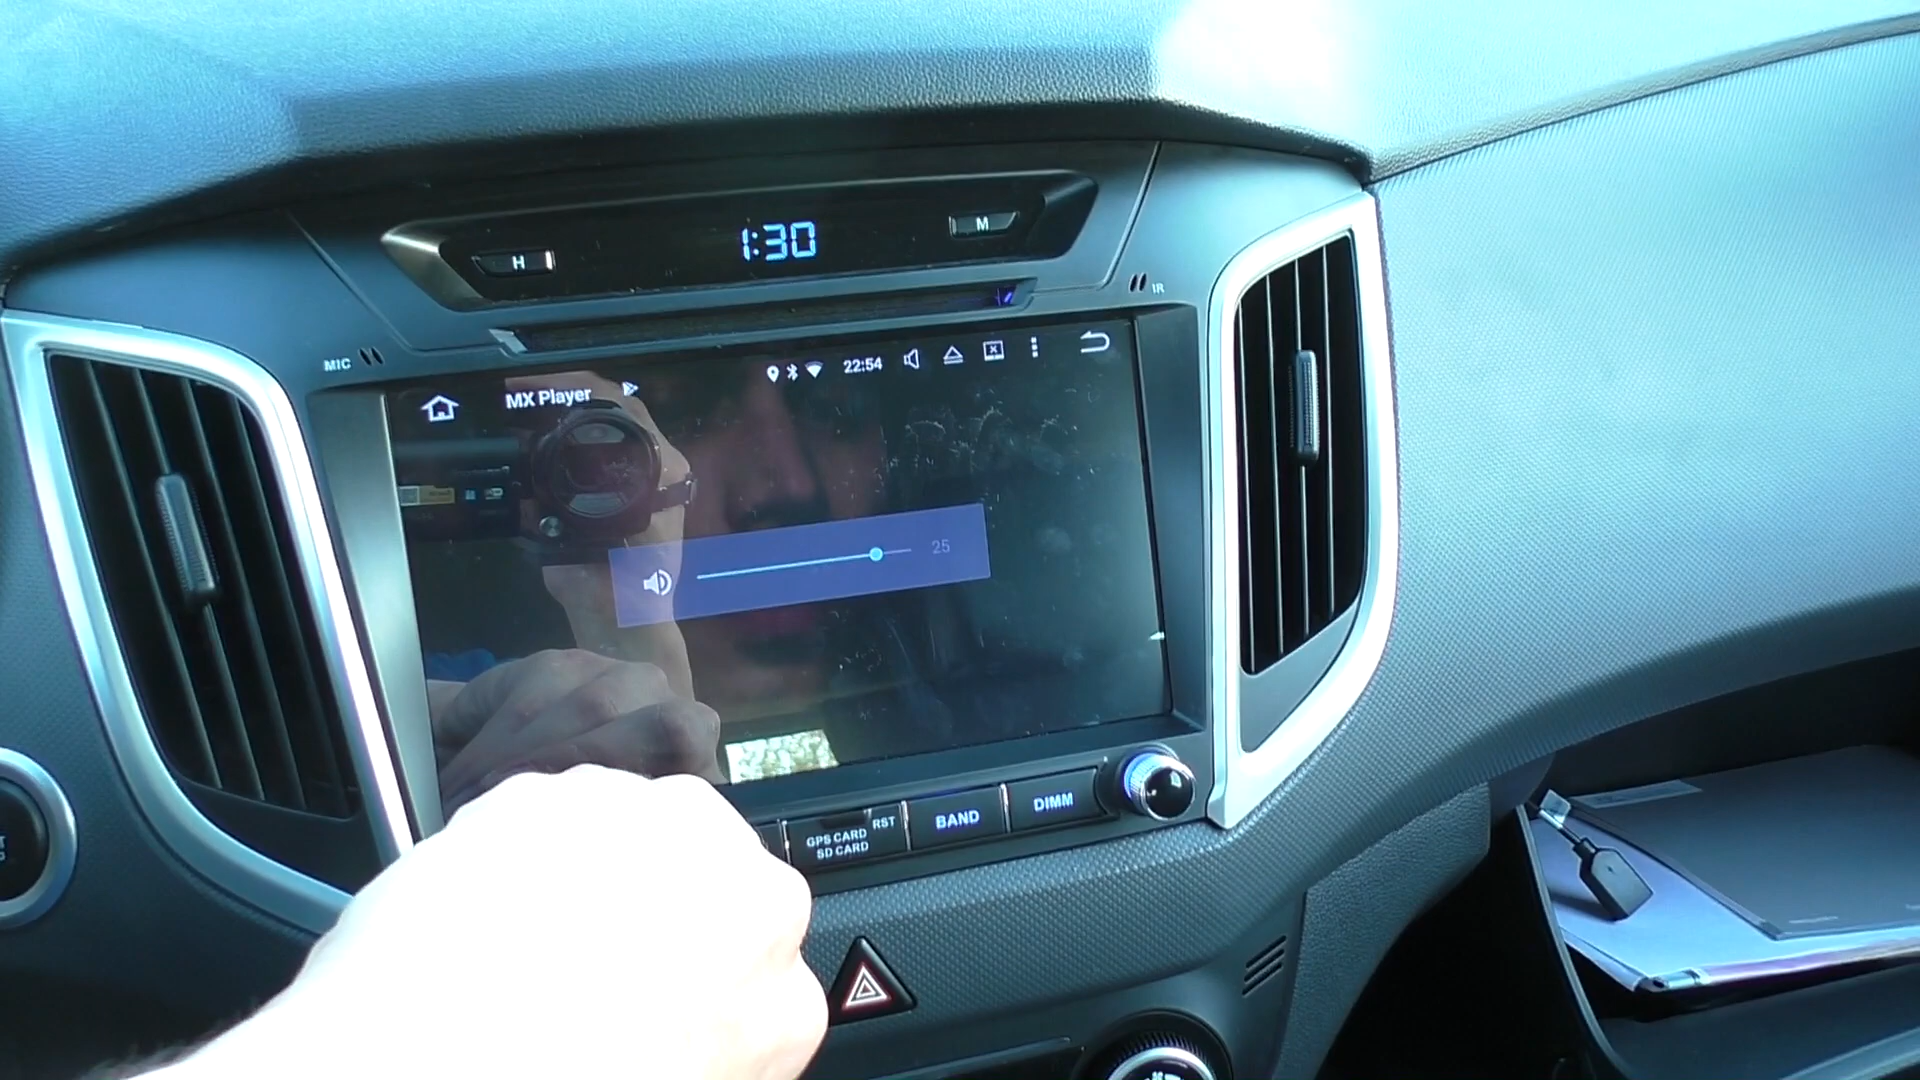 H
1:30
M
MIC
IR
MX Player
22:54
25
GPS CARD
SD CARD
RST
BAND
DIMM